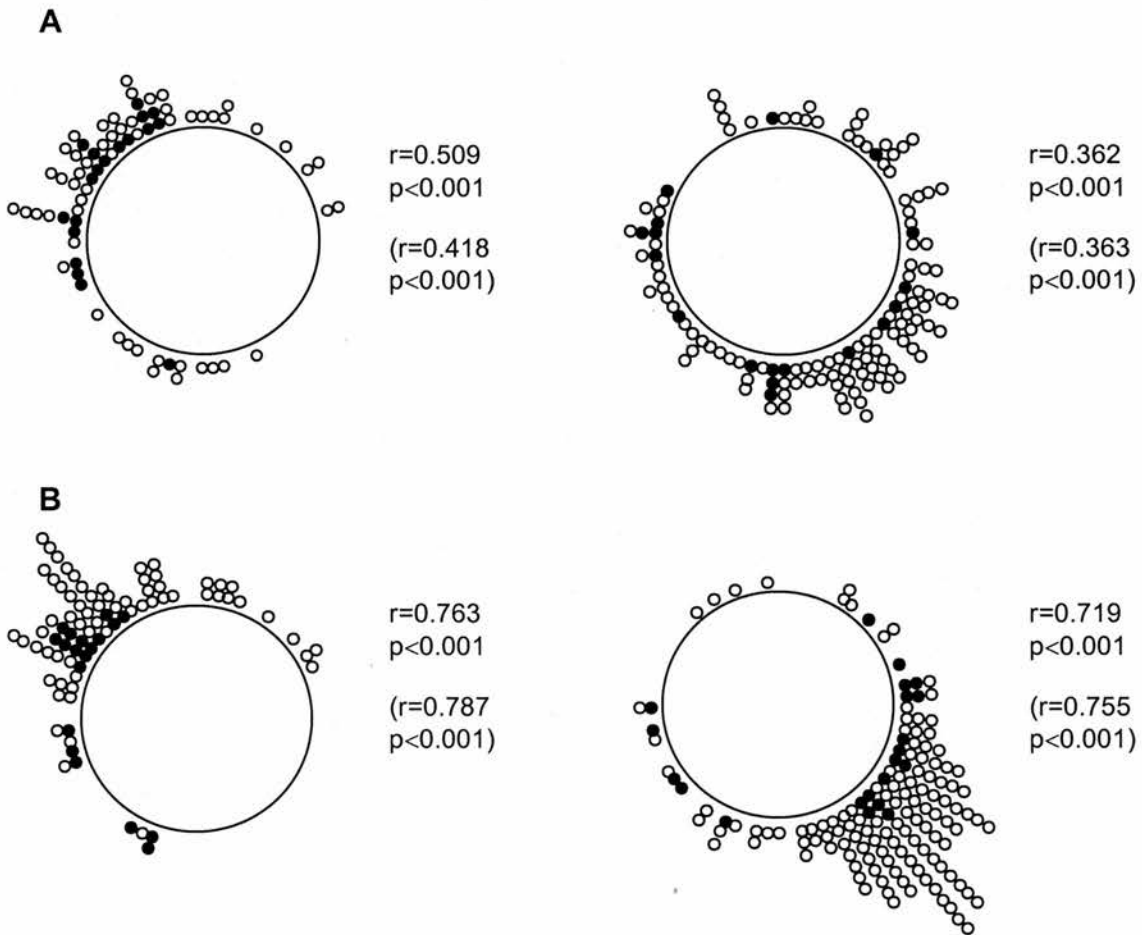 A
r=0.509
p<0.001
(r=0.418
p<0.001)
r=0.362
p<0.001
(r=0.363
p<0.001)
B
r=0.763
p<0.001
(r=0.787
p<0.001)
r=0.719
p<0.001
(r=0.755
p<0.001)